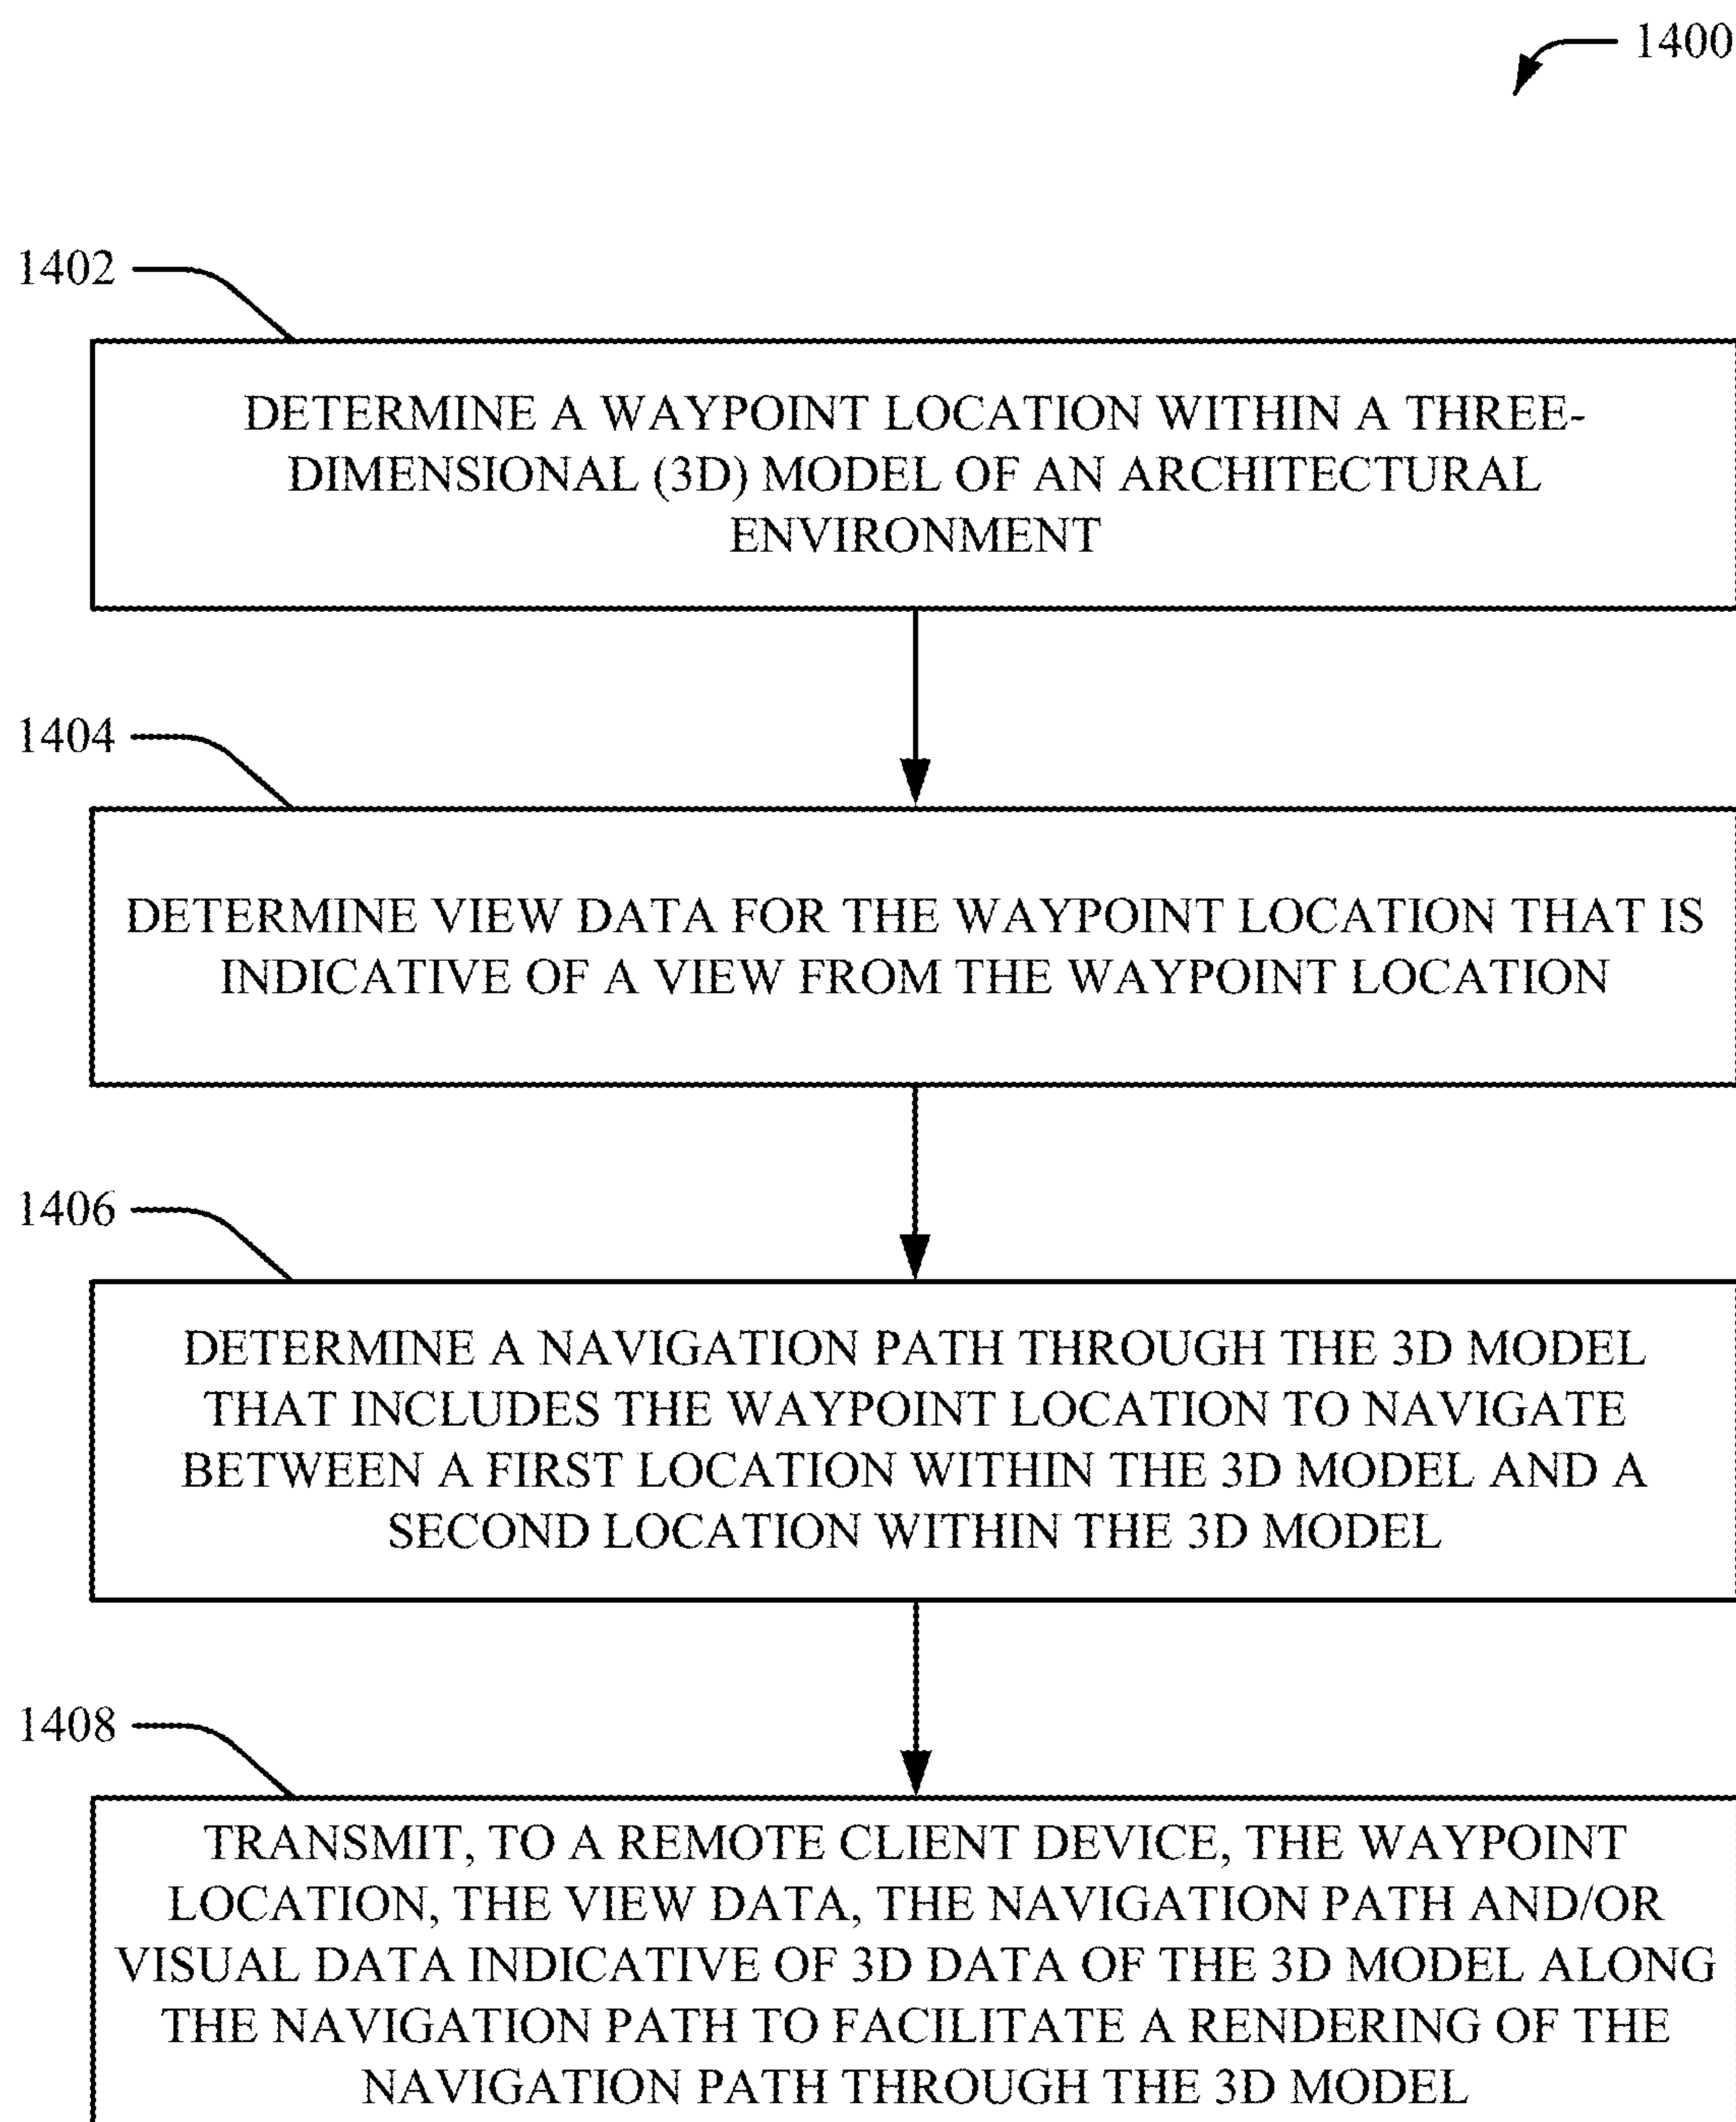 1400
1402
DETERMINE A WAYPOINT LOCATION WITHIN A THREE-
DIMENSIONAL (3D) MODEL OF AN ARCHITECTURAL
ENVIRONMENT
1404
DETERMINE VIEW DATA FOR THE WAYPOINT LOCATION THAT IS
INDICATIVE OF A VIEW FROM THE WAYPOINT LOCATION
1406
DETERMINE A NAVIGATION PATH THROUGH THE 3D MODEL
THAT INCLUDES THE WAYPOINT LOCATION TO NAVIGATE
BETWEEN A FIRST LOCATION WITHIN THE 3D MODEL AND A
SECOND LOCATION WITHIN THE 3D MODEL
1408
TRANSMIT, TO A REMOTE CLIENT DEVICE, THE WAYPOINT
LOCATION, THE VIEW DATA, THE NAVIGATION PATH AND/OR
VISUAL DATA INDICATIVE OF 3D DATA OF THE 3D MODEL ALONG
THE NAVIGATION PATH TO FACILITATE A RENDERING OF THE
NAVIGATION PATH THROUGH THE 3D MODEL